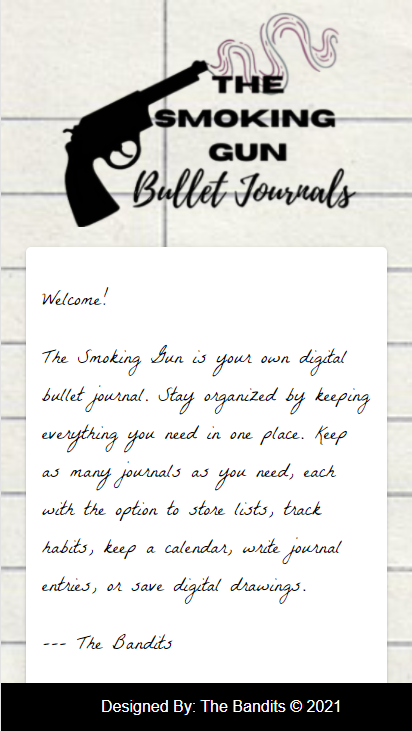 THE
SMOKING
GUN
Bullet Journals
Welcome!
The Smoking Gun is your own digital
bullet journal. Stay organized by keeping
everything you need in one place. Keep
as many journals as you need, each
with the option to store lists, track
habits, keep a calendar, write journal
entries, or save digital drawings.
--- The Bandits
Designed By: The Bandits © 2021